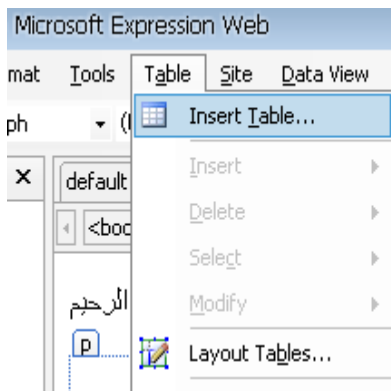 Microsoft Expression Web
mat Tools Table Site Data View
ph (
Insert Table...
default
Insert
<boc
Delete
Select
الرحيم
Modify
p
Layout Tables...